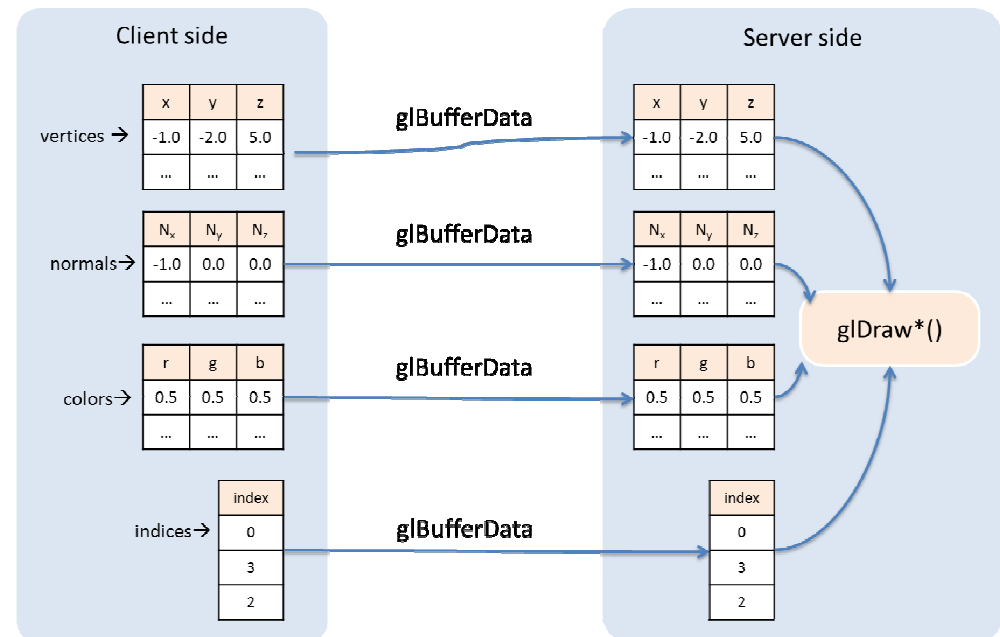 Client side
Server side
vertices →
x y z
-1.0 -2.0 5.0
... ... ...
glBufferData
x y z
-1.0 -2.0 5.0
... ... ...
normals→
Nx Ny Nz
-1.0 0.0 0.0
... ... ...
glBufferData
Nx Ny Nz
-1.0 0.0 0.0
... ... ...
glDraw*()
colors→
r g b
0.5 0.5 0.5
... ... ...
glBufferData
r g b
0.5 0.5 0.5
... ... ...
indices→
index
0
3
2
glBufferData
index
0
3
2